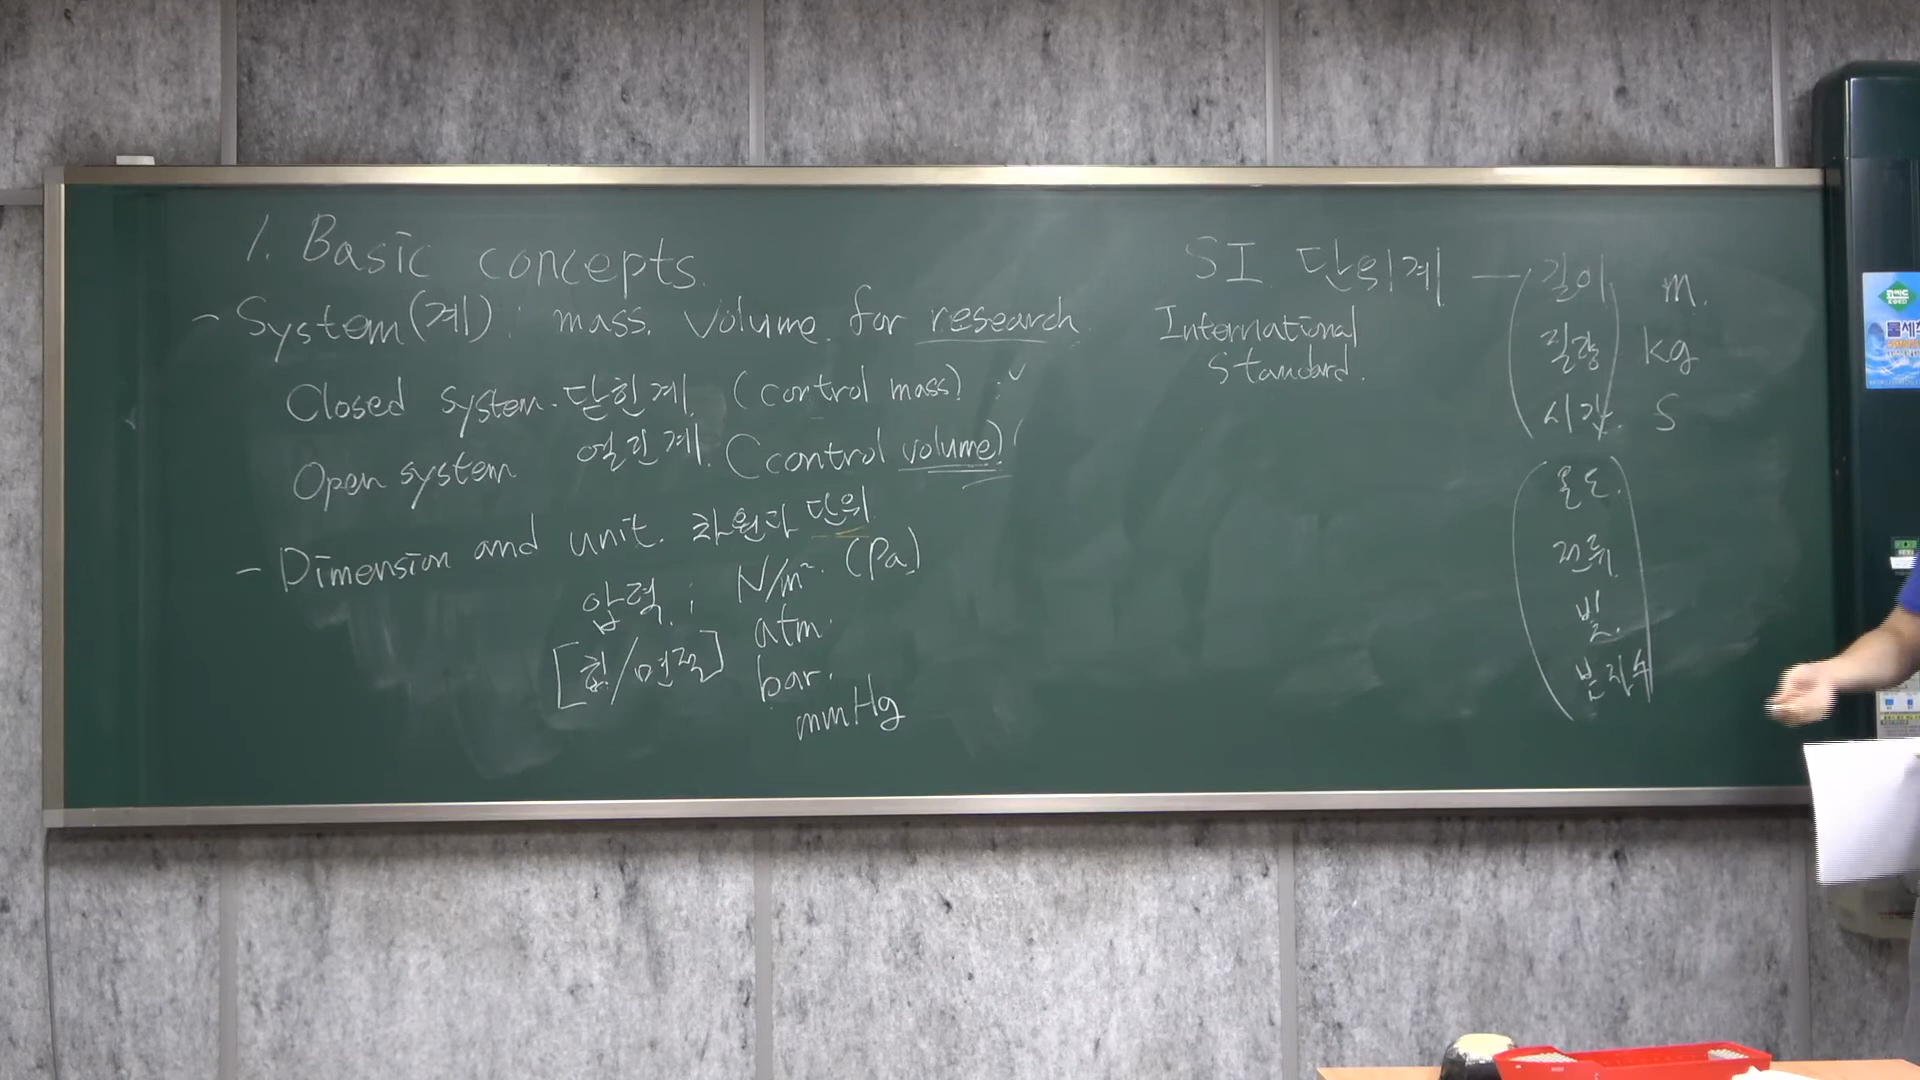 1. Basic concepts.
- System(계) : mass. Volume. for research.
Closed system. 닫힌계. (control mass) :
Open system 열린계. (control volume)
- Dimension and unit. 차원과 단위
압력 ; N/m². (Pa)
[힘/면적] atm.
bar.
mmHg
SI 단위계 — 길이 m.
International
Standard.
질량 kg
시간. s
온도.
전류.
빛.
분자수